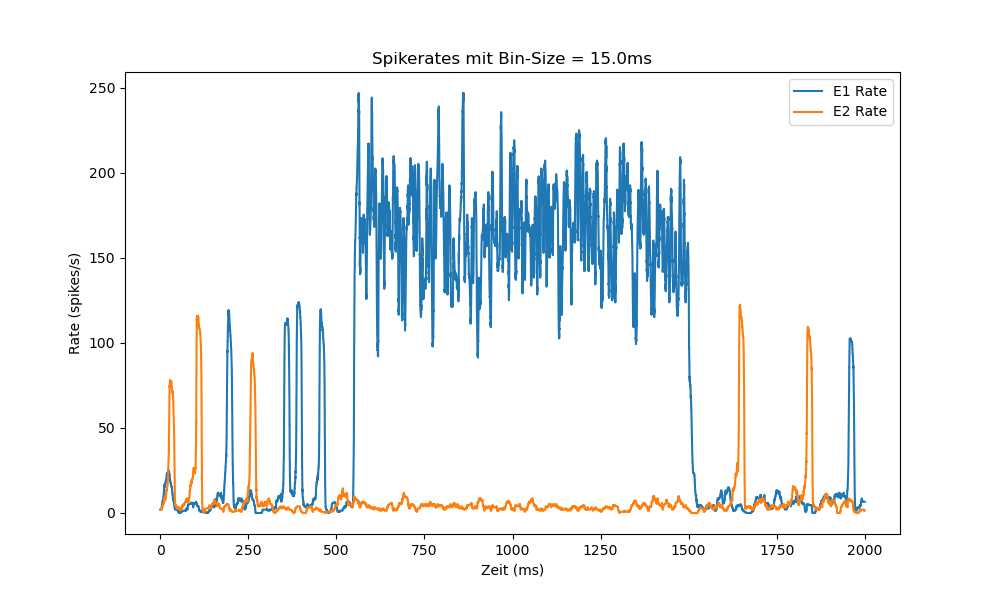 Spikerates mit Bin-Size = 15.0ms
E1 Rate
E2 Rate
250
200
150
100
50
0
Rate (spikes/s)
0 250 500 750 1000 1250 1500 1750 2000
Zeit (ms)